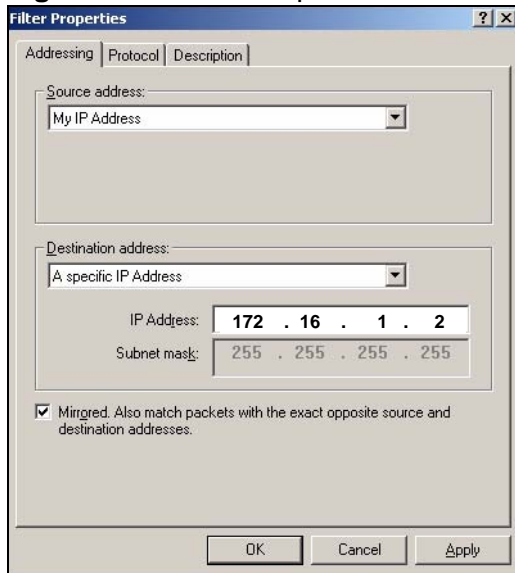 Filter Properties
Addressing Protocol Description
Source address:
My IP Address
Destination address:
A specific IP Address
IP Address: 172 . 16 . 1 . 2
Subnet mask: 255 . 255 . 255 . 255
Mirrored. Also match packets with the exact opposite source and
destination addresses.
OK Cancel Apply